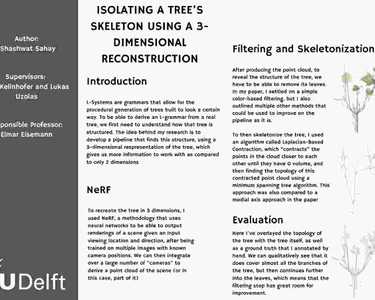 Author:
Shashwat Sahay
Supervisors:
Kellnhofer and Lukas
Uzolas
ponsible Professor:
Elmar Eisemann
UDelft
ISOLATING A TREE'S
SKELETON USING A 3-
DIMENSIONAL
RECONSTRUCTION
Introduction
L-Systems are grammars that allow for the
procedural generation of trees built to look a certain
way. To be able to derive an L-grammar from a real
tree, we first need to understand how that tree is
structured. The idea behind my research is to
develop a pipeline that finds this structure, using a
3-dimensional respresentation of the tree, which
gives us more information to work with as compared
to only 2 dimensions
NeRF
To recreate the tree in 3 dimensions, I
used NeRF, a methodology that uses
neural networks to be able to output
renderings of a scene given an input
viewing location and direction, after being
trained on multiple images with known
camera positions. We can then integrate
over a large number of "cameras" to
derive a point cloud of the scene (or in
this case, part of it)
Filtering and Skeletonization
After producing the point cloud, to
reveal the structure of the tree, we
have to be able to remove its leaves.
In my paper, I settled on a simple
color-based filtering, but I also
outlined multiple other methods that
could be used to improve on the
pipeline as it is.
To then skeletonize the tree, I used
an algorithm called Laplacian-Based
Contraction, which "contracts" the
points in the cloud closer to each
other until they have 0 volume, and
then finding the topology of this
contracted point cloud using a
minimum spanning tree algorithm. This
approach was also compared to a
medial axis approach in the paper
Evaluation
Here I've overlayed the topology of
the tree with the tree itself, as well
as a ground truth that I annotated
by hand. We can qualitatively see that it
does cover almost all the branches of
the tree, but then continues further
into the leaves, which means that the
filtering step has great room for
improvement.